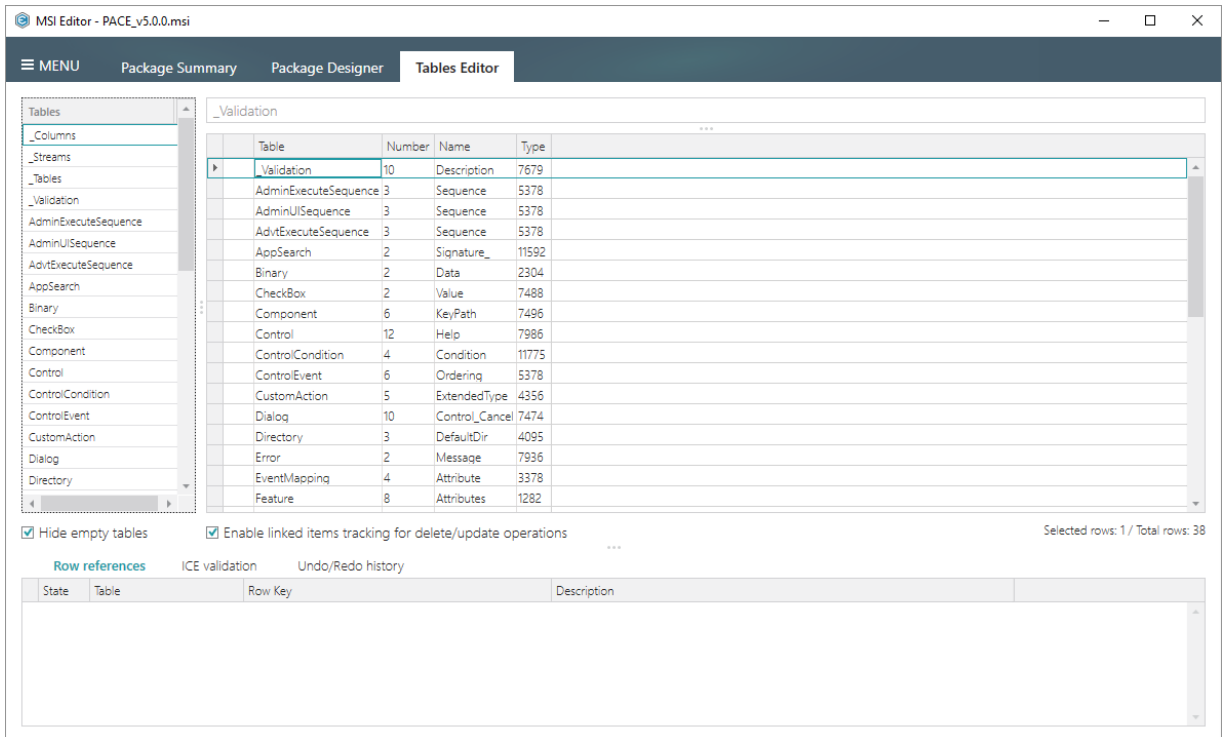 MSI Editor - PACE_v5.0.0.msi
MENU Package Summary Package Designer Tables Editor
Tables
_Columns
_Streams
_Tables
_Validation
AdminExecuteSequence
AdminUISequence
AdvtExecuteSequence
AppSearch
Binary
CheckBox
Component
Control
ControlCondition
ControlEvent
CustomAction
Dialog
Directory
_Validation
Table Number Name Type
_Validation 10 Description 7679
AdminExecuteSequence 3 Sequence 5378
AdminUISequence 3 Sequence 5378
AdvtExecuteSequence 3 Sequence 5378
AppSearch 2 Signature_ 11592
Binary 2 Data 2304
CheckBox 2 Value 7488
Component 6 KeyPath 7496
Control 12 Help 7986
ControlCondition 4 Condition 11775
ControlEvent 6 Ordering 5378
CustomAction 5 ExtendedType 4356
Dialog 10 Control_Cancel 7474
Directory 3 DefaultDir 4095
Error 2 Message 7936
EventMapping 4 Attribute 3378
Feature 8 Attributes 1282
Hide empty tables Enable linked items tracking for delete/update operations Selected rows: 1 / Total rows: 38
Row references ICE validation Undo/Redo history
State Table Row Key Description